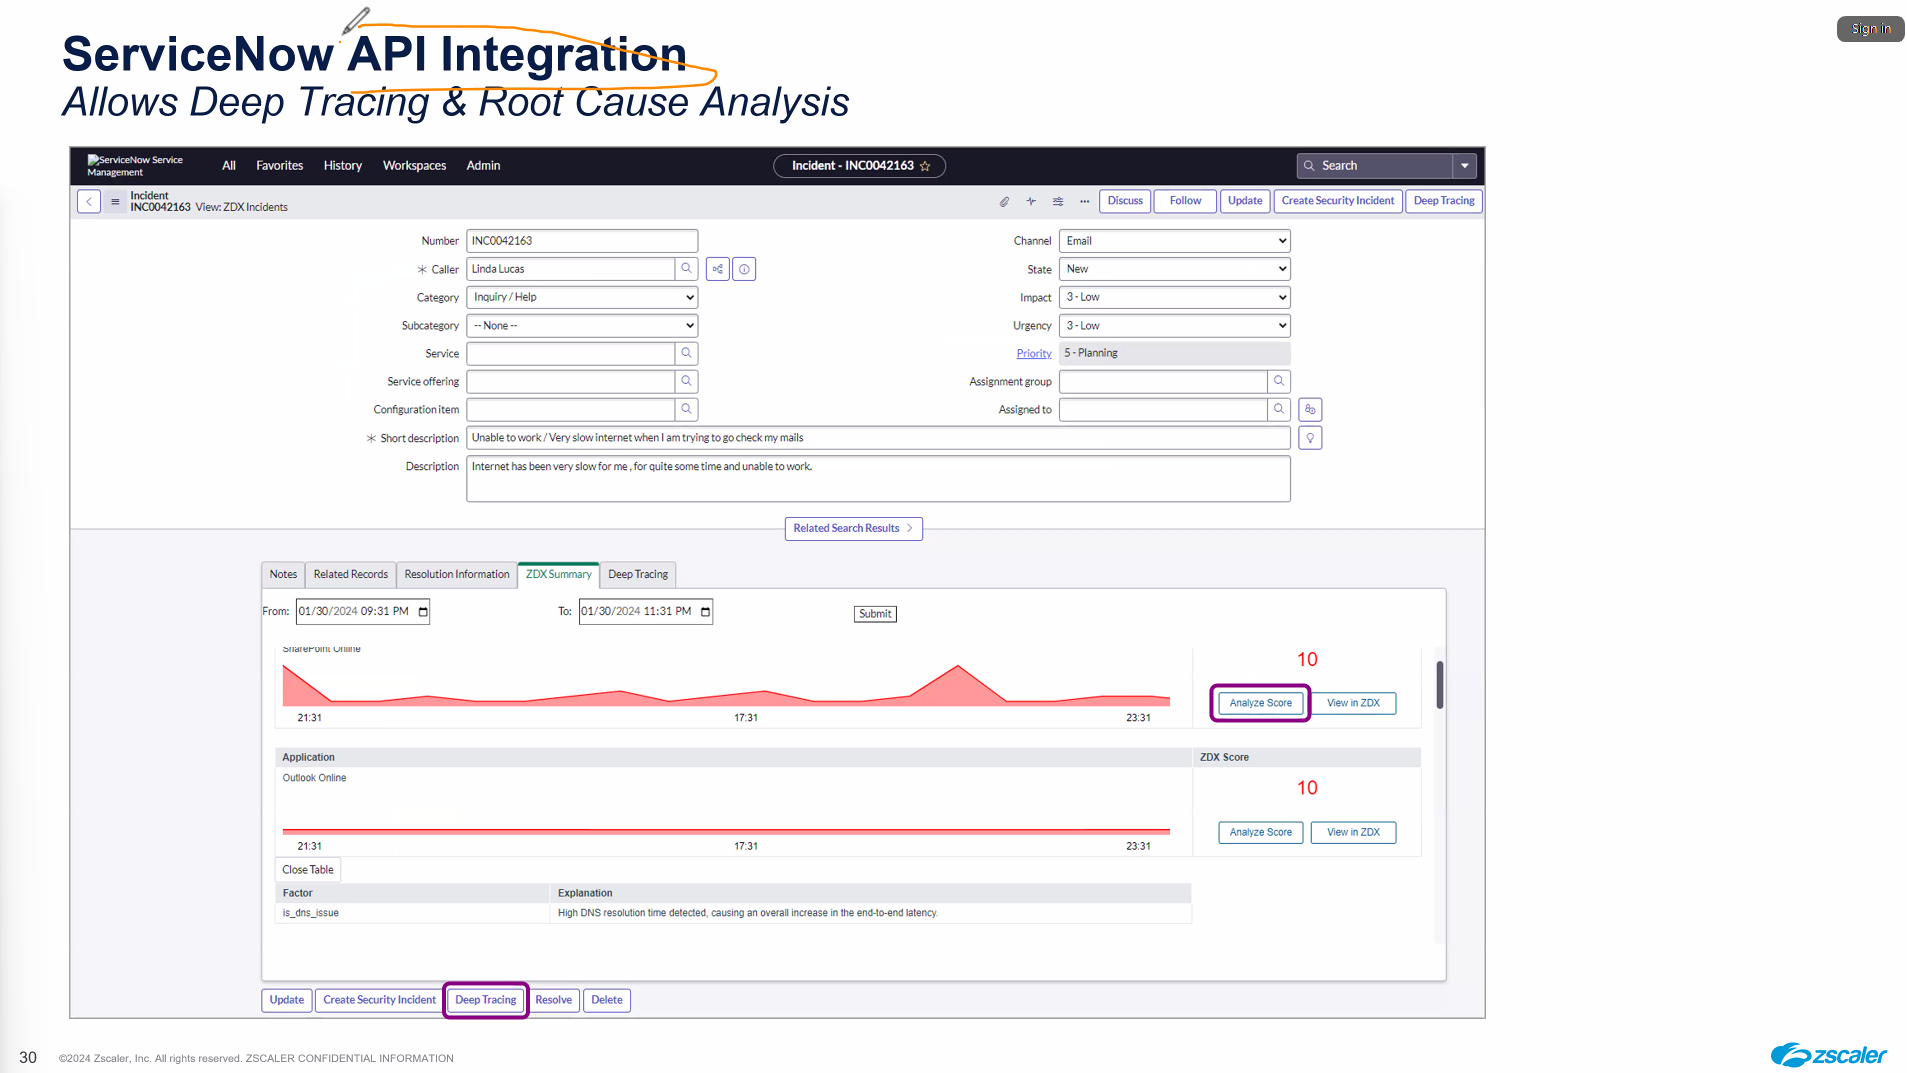 Sign in
ServiceNow API Integration
Allows Deep Tracing & Root Cause Analysis
ServiceNow Service
Management
All Favorites History Workspaces Admin
Incident - INC0042163
Search
Incident
INC0042163 View: ZDX Incidents
Discuss Follow Update Create Security Incident Deep Tracing
Number INC0042163
Channel Email
Caller Linda Lucas
State New
Category Inquiry / Help
Impact 3 - Low
Subcategory -- None --
Urgency 3 - Low
Service
Priority 5 - Planning
Service offering
Assignment group
Configuration item
Assigned to
Short description Unable to work / Very slow internet when I am trying to go check my mails
Description Internet has been very slow for me , for quite some time and unable to work.
Related Search Results
Notes Related Records Resolution Information ZDX Summary Deep Tracing
From: 01/30/2024 09:31 PM To: 01/30/2024 11:31 PM Submit
SharePoint Online
10
Analyze Score View in ZDX
21:31 17:31 23:31
Application ZDX Score
Outlook Online
10
Analyze Score View in ZDX
21:31 17:31 23:31
Close Table
Factor Explanation
is_dns_issue High DNS resolution time detected, causing an overall increase in the end-to-end latency.
Update Create Security Incident Deep Tracing Resolve Delete
30 ©2024 Zscaler, Inc. All rights reserved. ZSCALER CONFIDENTIAL INFORMATION
zscaler